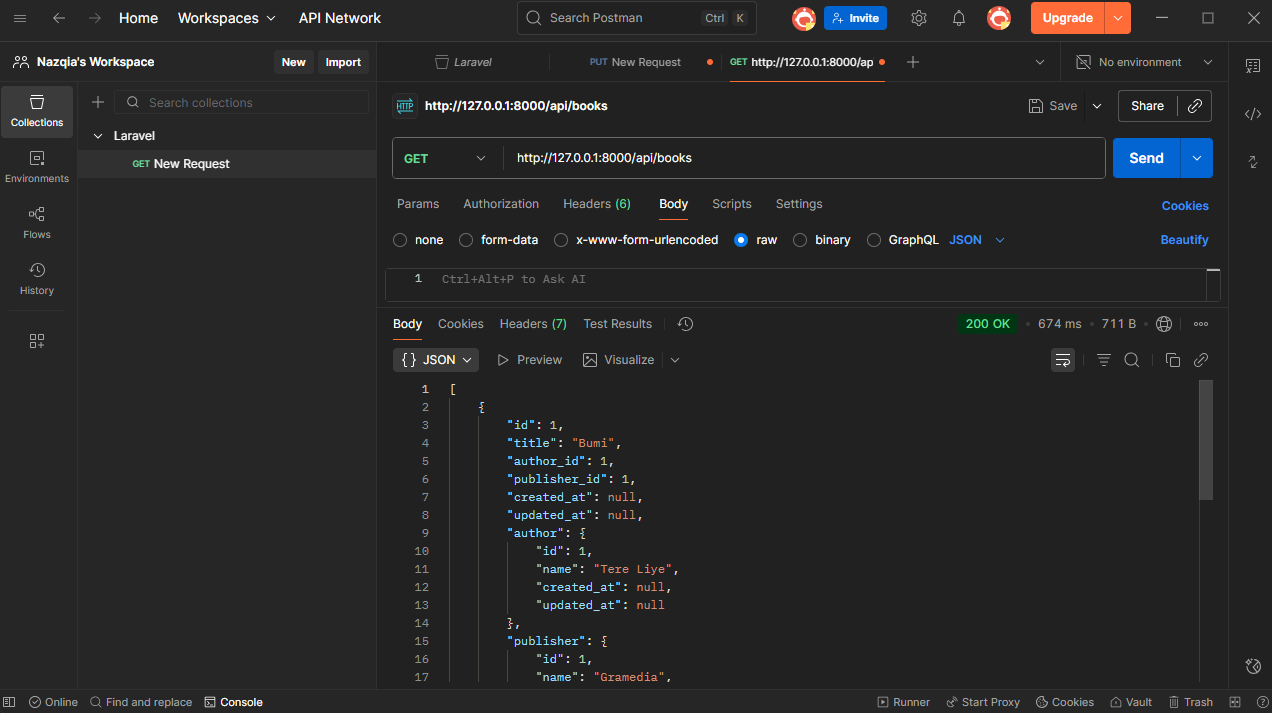 Home Workspaces API Network Search Postman Ctrl K Invite Upgrade
Nazqia's Workspace New Import Laravel PUT New Request GET http://127.0.0.1:8000/ap No environment
Search collections
Collections
Laravel
GET New Request
Environments
Flows
History
HTTP http://127.0.0.1:8000/api/books Save Share
GET http://127.0.0.1:8000/api/books Send
Params Authorization Headers (6) Body Scripts Settings Cookies
none form-data x-www-form-urlencoded raw binary GraphQL JSON Beautify
1 Ctrl+Alt+P to Ask AI
Body Cookies Headers (7) Test Results 200 OK • 674 ms • 711 B •
{} JSON Preview Visualize
1 [
2 {
3 "id": 1,
4 "title": "Bumi",
5 "author_id": 1,
6 "publisher_id": 1,
7 "created_at": null,
8 "updated_at": null,
9 "author": {
10 "id": 1,
11 "name": "Tere Liye",
12 "created_at": null,
13 "updated_at": null
14 },
15 "publisher": {
16 "id": 1,
17 "name": "Gramedia",
Online Find and replace Console Runner Start Proxy Cookies Vault Trash